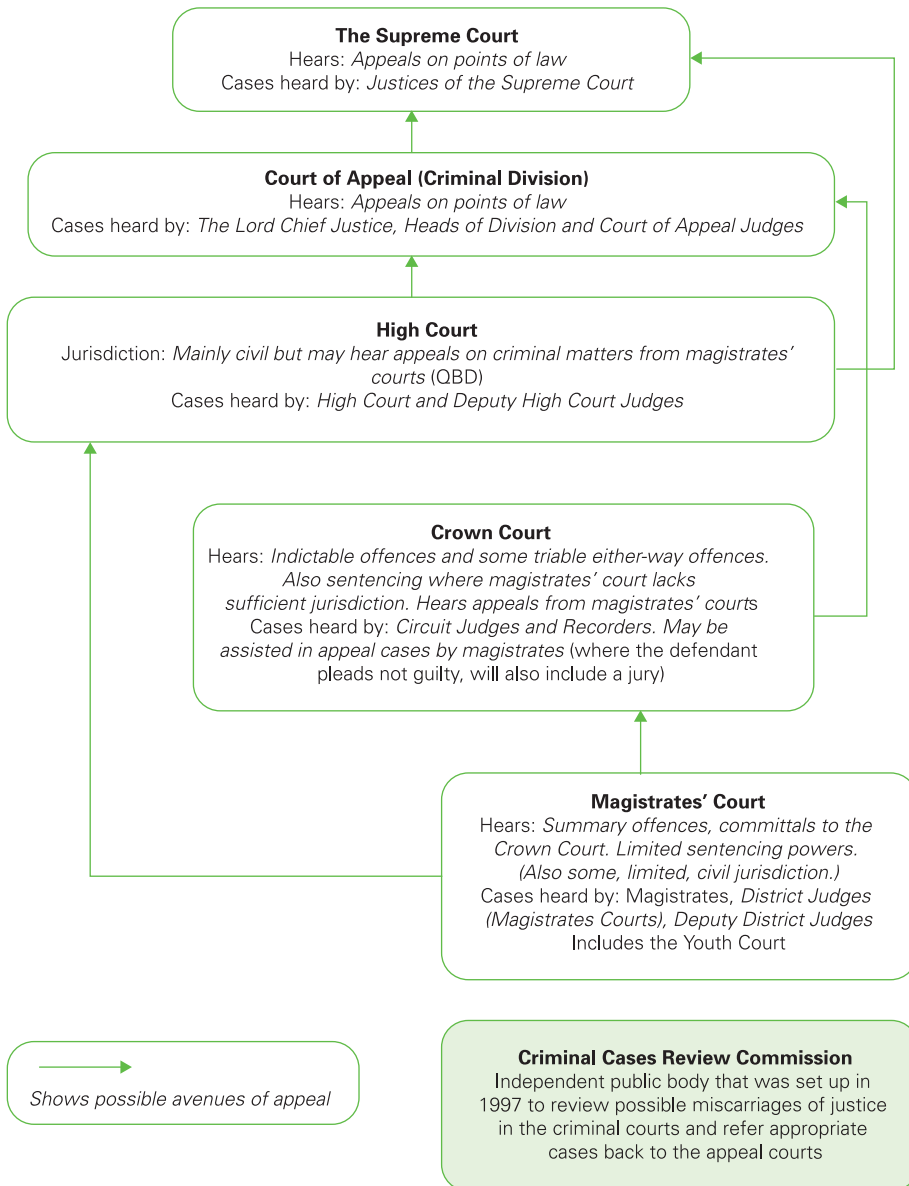 The Supreme Court
Hears: Appeals on points of law
Cases heard by: Justices of the Supreme Court
Court of Appeal (Criminal Division)
Hears: Appeals on points of law
Cases heard by: The Lord Chief Justice, Heads of Division and Court of Appeal Judges
High Court
Jurisdiction: Mainly civil but may hear appeals on criminal matters from magistrates’
courts (QBD)
Cases heard by: High Court and Deputy High Court Judges
Crown Court
Hears: Indictable offences and some triable either-way offences.
Also sentencing where magistrates’ court lacks
sufficient jurisdiction. Hears appeals from magistrates’ courts
Cases heard by: Circuit Judges and Recorders. May be
assisted in appeal cases by magistrates (where the defendant
pleads not guilty, will also include a jury)
Magistrates’ Court
Hears: Summary offences, committals to the
Crown Court. Limited sentencing powers.
(Also some, limited, civil jurisdiction.)
Cases heard by: Magistrates, District Judges
(Magistrates Courts), Deputy District Judges
Includes the Youth Court
Shows possible avenues of appeal
Criminal Cases Review Commission
Independent public body that was set up in
1997 to review possible miscarriages of justice
in the criminal courts and refer appropriate
cases back to the appeal courts